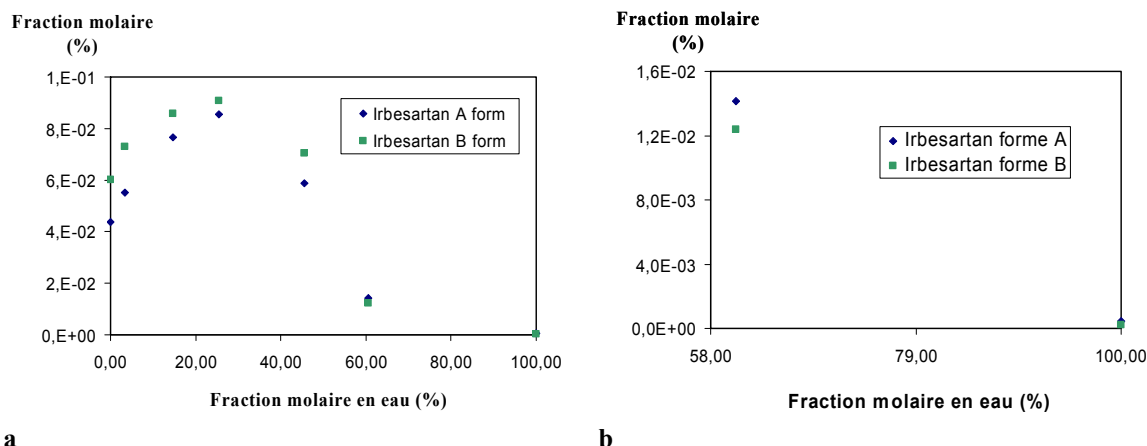 Fraction molaire
(%)
1,E-01
8,E-02
6,E-02
4,E-02
2,E-02
0,E+00
0,00
20,00
40,00
60,00
80,00
100,00
Irbesartan A form
Irbesartan B form
Fraction molaire en eau (%)
a
Fraction molaire
(%)
1,6E-02
1,2E-02
8,0E-03
4,0E-03
0,0E+00
58,00
79,00
100,00
Irbesartan forme A
Irbesartan forme B
Fraction molaire en eau (%)
b